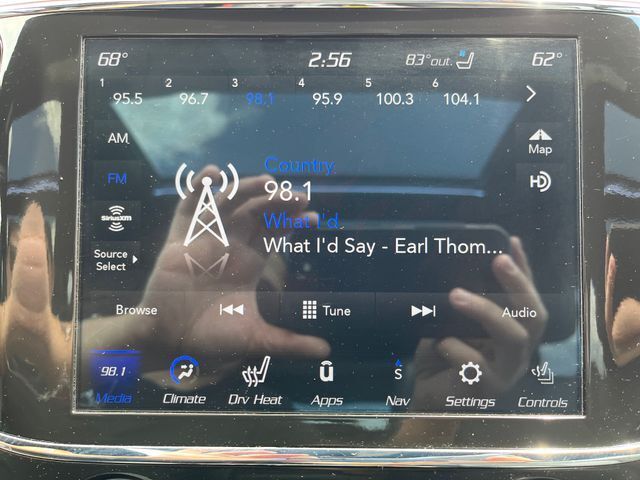 68° 2:56 83°out. 62°
1 2 3 4 5 6
95.5 96.7 98.1 95.9 100.3 104.1
AM
Map
Country
FM
98.1
HD
SiriusXM
What I'd
What I'd Say - Earl Thom...
Source
Select
Browse Tune Audio
98.1 u S
Media Climate Drv Heat Apps Nav Settings Controls